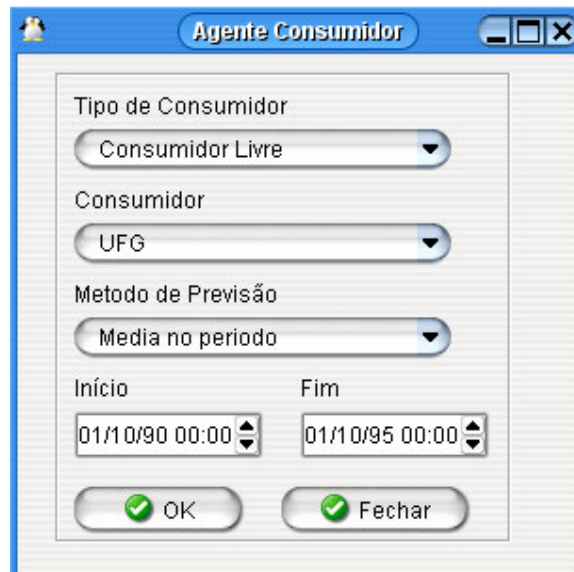 Agente Consumidor
Tipo de Consumidor
Consumidor Livre
Consumidor
UFG
Metodo de Previsão
Media no periodo
Início Fim
01/10/90 00:00 01/10/95 00:00
OK Fechar